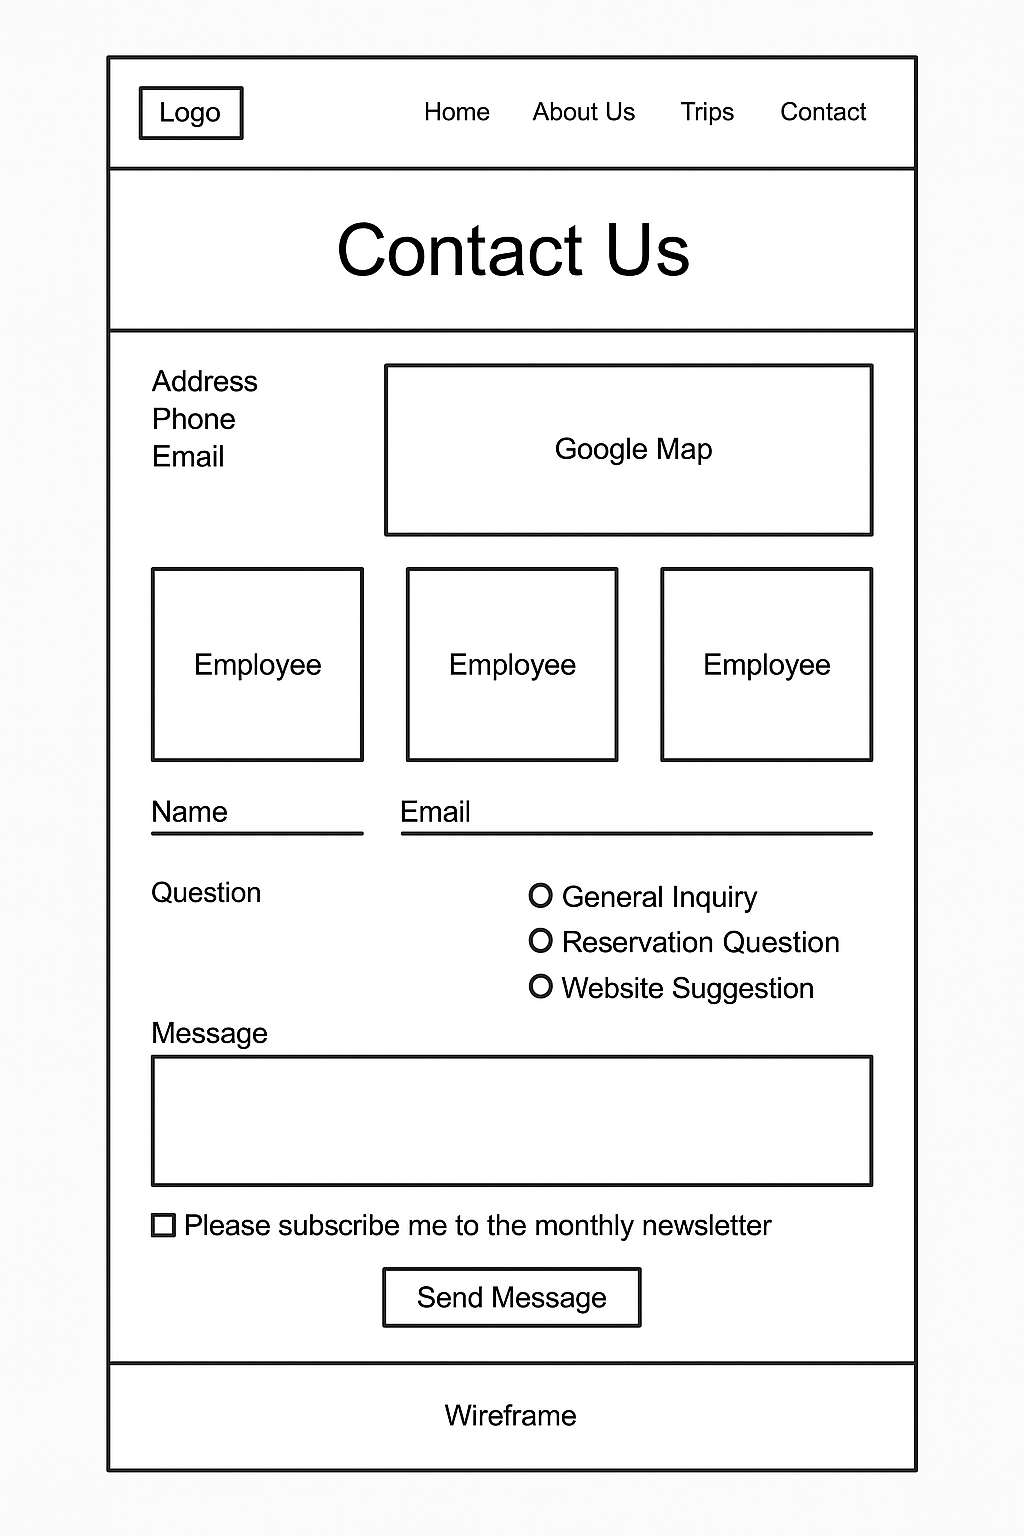 Logo
Home About Us Trips Contact
Contact Us
Address
Phone
Email
Google Map
Employee Employee Employee
Name Email
Question
General Inquiry
Reservation Question
Website Suggestion
Message
Please subscribe me to the monthly newsletter
Send Message
Wireframe